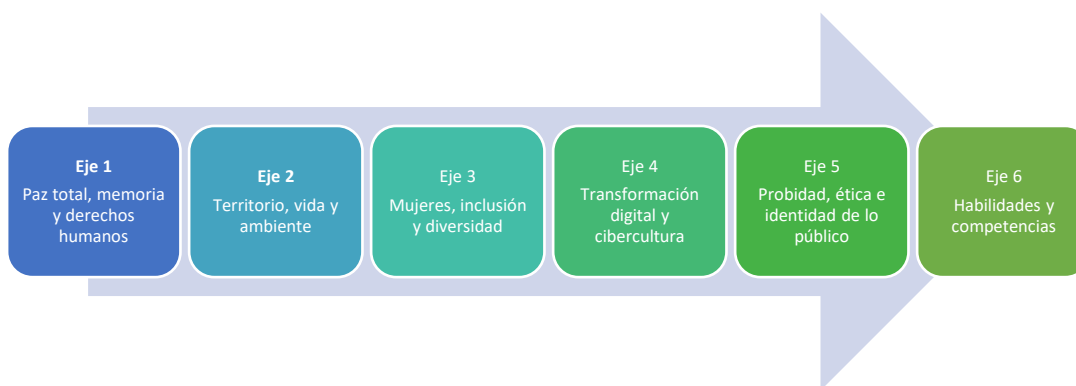 Eje 1
Paz total, memoria
y derechos
humanos
Eje 2
Territorio, vida y
ambiente
Eje 3
Mujeres, inclusión
y diversidad
Eje 4
Transformación
digital y
cibercultura
Eje 5
Probidad, ética e
identidad de lo
público
Eje 6
Habilidades y
competencias